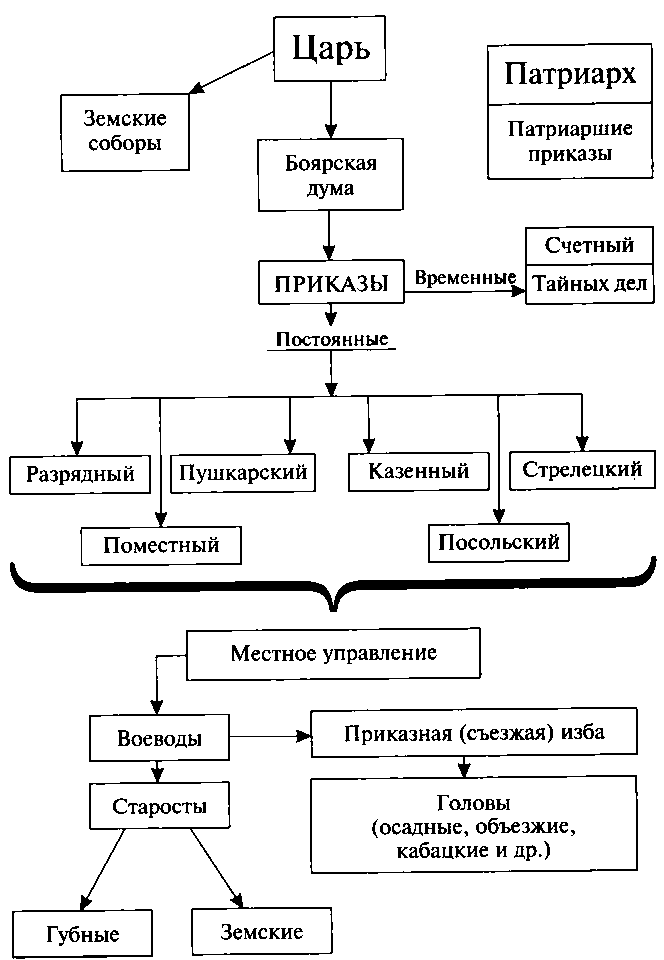 Царь
Патриарх
Патриаршие
приказы
Земские
соборы
Боярская
дума
Счетный
Тайных дел
ПРИКАЗЫ
Временные
Постоянные
Разрядный
Пушкарский
Казенный
Стрелецкий
Поместный
Посольский
Местное управление
Воеводы
Приказная (съезжая) изба
Старосты
Головы
(осадные, объезжие,
кабацкие и др.)
Губные
Земские